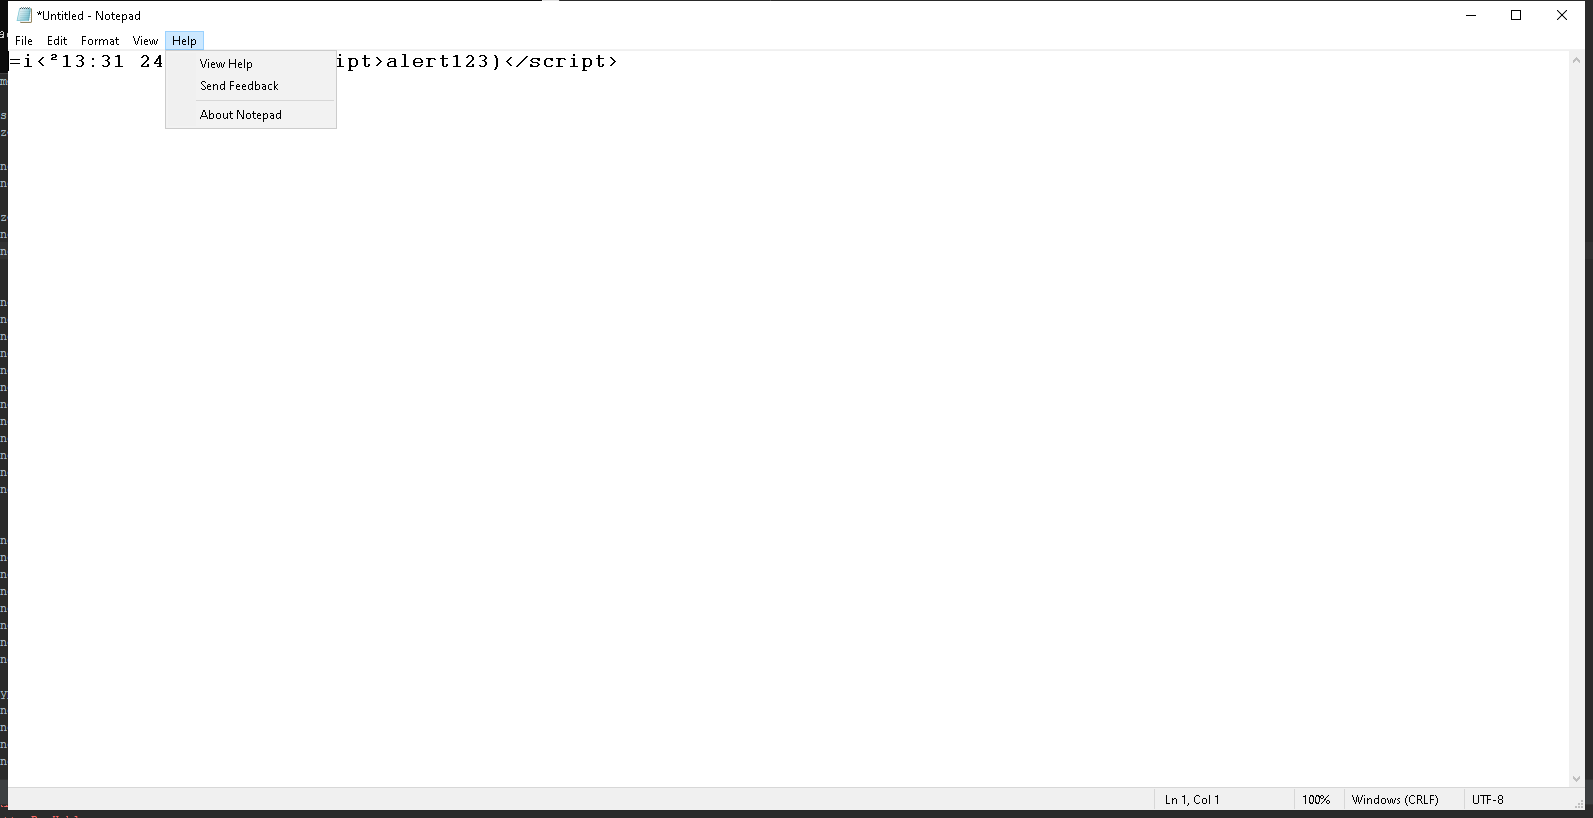 *Untitled - Notepad
File Edit Format View Help
=i<²13:31 24 ipt>alert123)</script>
View Help
Send Feedback
About Notepad
Ln 1, Col 1 100% Windows (CRLF) UTF-8